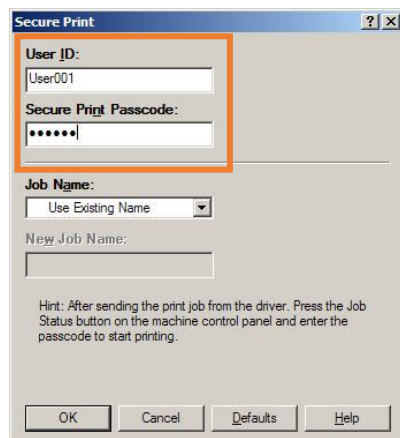 Secure Print
User ID:
User001
Secure Print Passcode:
••••••
Job Name:
Use Existing Name
New Job Name:
Hint: After sending the print job from the driver. Press the Job
Status button on the machine control panel and enter the
passcode to start printing.
OK Cancel Defaults Help